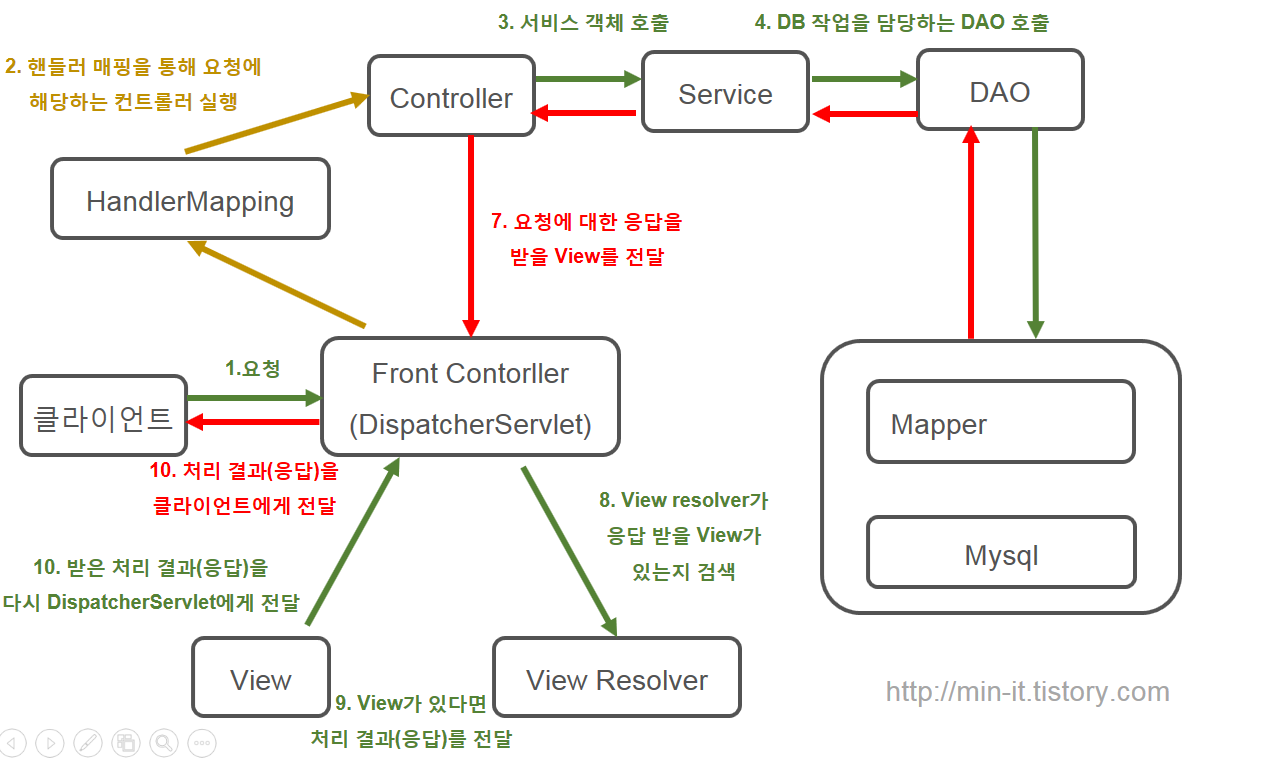 3. 서비스 객체 호출
4. DB 작업을 담당하는 DAO 호출
2. 핸들러 매핑을 통해 요청에
해당하는 컨트롤러 실행
Controller
Service
DAO
HandlerMapping
7. 요청에 대한 응답을
받을 View를 전달
1.요청
클라이언트
Front Contorller
(DispatcherServlet)
Mapper
Mysql
10. 처리 결과(응답)을
클라이언트에게 전달
8. View resolver가
응답 받을 View가
있는지 검색
10. 받은 처리 결과(응답)을
다시 DispatcherServlet에게 전달
View
View Resolver
9. View가 있다면
처리 결과(응답)를 전달
http://min-it.tistory.com